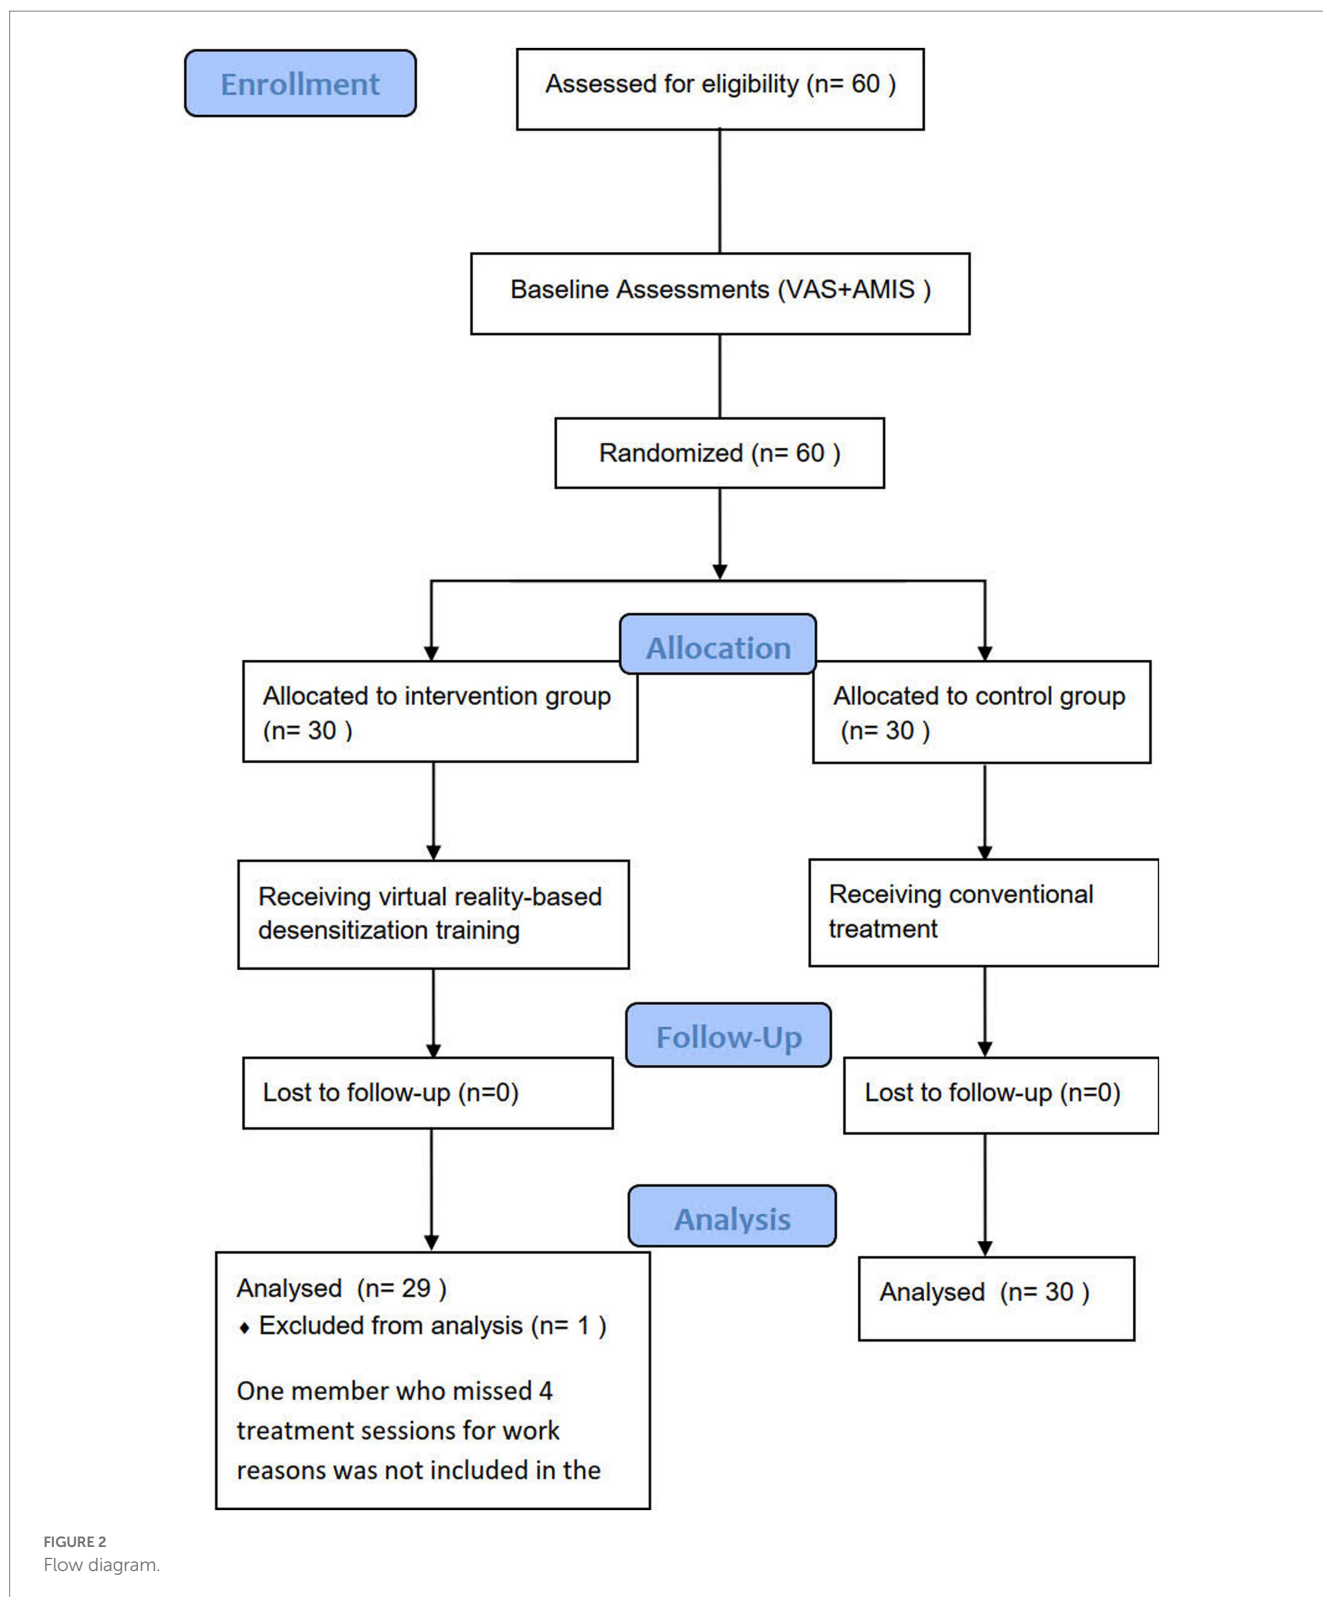 Enrollment
Assessed for eligibility (n= 60 )
Baseline Assessments (VAS+AMIS )
Randomized (n= 60 )
Allocation
Allocated to intervention group
(n= 30 )
Allocated to control group
(n= 30 )
Receiving virtual reality-based
desensitization training
Receiving conventional
treatment
Follow-Up
Lost to follow-up (n=0)
Lost to follow-up (n=0)
Analysis
Analysed (n= 29 )
♦ Excluded from analysis (n= 1 )
One member who missed 4
treatment sessions for work
reasons was not included in the
Analysed (n= 30 )
FIGURE 2
Flow diagram.